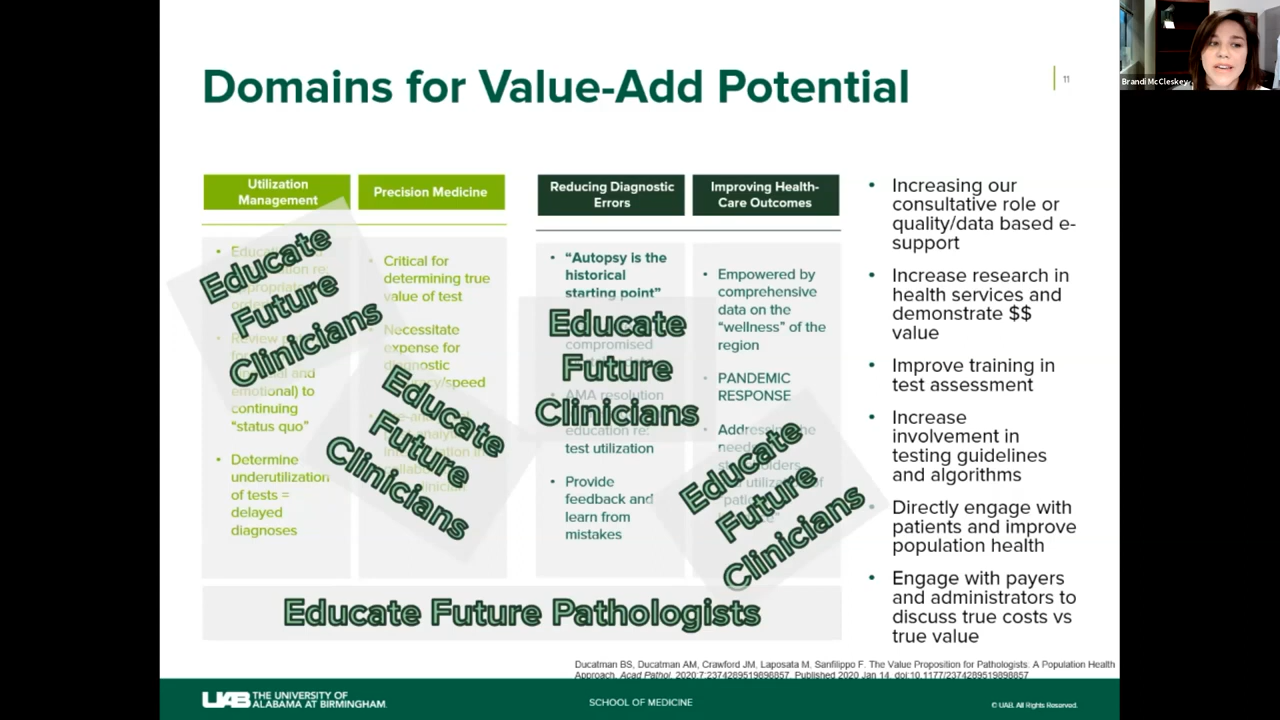 Domains for Value-Add Potential
11
Brandi McCleskey
Utilization
Management
Precision Medicine
Reducing Diagnostic
Errors
Improving Health-
Care Outcomes
emotional) to
continuing
“status quo”
• Determine
underutilization
of tests =
delayed
diagnoses
Educate
Future
Clinicians
• Critical for
determining true
value of test
Necessitate
expense for
diagnostic
Educate
Future
Clinicians
• “Autopsy is the
historical
starting point”
compromised
AMA resolution
education re:
test utilization
• Provide
feedback and
learn from
mistakes
Educate
Future
Clinicians
• Empowered by
comprehensive
data on the
“wellness” of the
region
• PANDEMIC
RESPONSE
Educate
Future
Clinicians
Educate Future Pathologists
• Increasing our
consultative role or
quality/data based e-
support
• Increase research in
health services and
demonstrate $$
value
• Improve training in
test assessment
• Increase
involvement in
testing guidelines
and algorithms
• Directly engage with
patients and improve
population health
• Engage with payers
and administrators to
discuss true costs vs
true value
Ducatman BS, Ducatman AM, Crawford JM, Laposata M, Sanfilippo F. The Value Proposition for Pathologists: A Population Health
Approach. Acad Pathol. 2020;7:2374289519898857. Published 2020 Jan 14. doi:10.1177/2374289519898857
UAB THE UNIVERSITY OF
ALABAMA AT BIRMINGHAM.
SCHOOL OF MEDICINE
© UAB. All Rights Reserved.